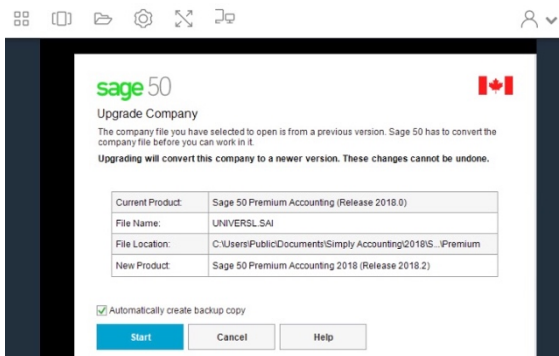 sage 50
Upgrade Company
The company file you have selected to open is from a previous version. Sage 50 has to convert the
company file before you can work in it.
Upgrading will convert this company to a newer version. These changes cannot be undone.
Current Product: Sage 50 Premium Accounting (Release 2018.0)
File Name: UNIVERSL.SAI
File Location: C:\Users\Public\Documents\Simply Accounting\2018\S...\Premium
New Product: Sage 50 Premium Accounting 2018 (Release 2018.2)
Automatically create backup copy
Start Cancel Help